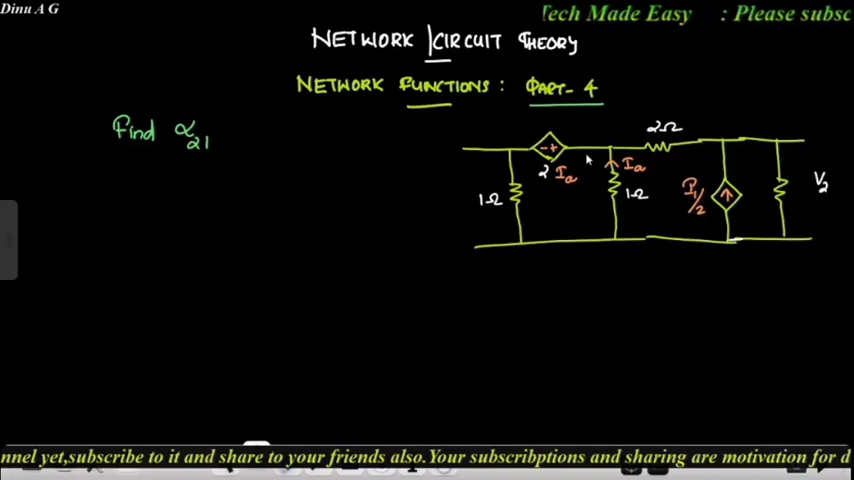 Dinu A G
Tech Made Easy : Please subsc
NETWORK |CIRCUIT THEORY
NETWORK FUNCTIONS: PART-4
Find α21
2Ω
- +
2 Ia
Ia
1Ω
1Ω
V2
nnel yet,subscribe to it and share to your friends also.Your subscribptions and sharing are motivation for d